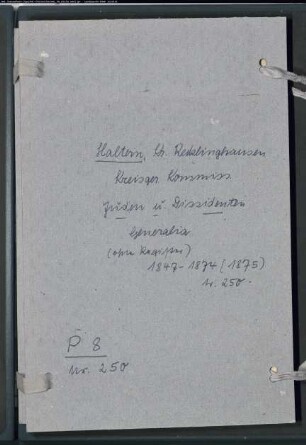 Haltern, Kr. Recklinghausen
Kreisger Kommiss
Juden u Dissidenten
Generalia
(ohne Register)
1847-1874 (1875)
Nr. 250.
P 8
Nr. 250